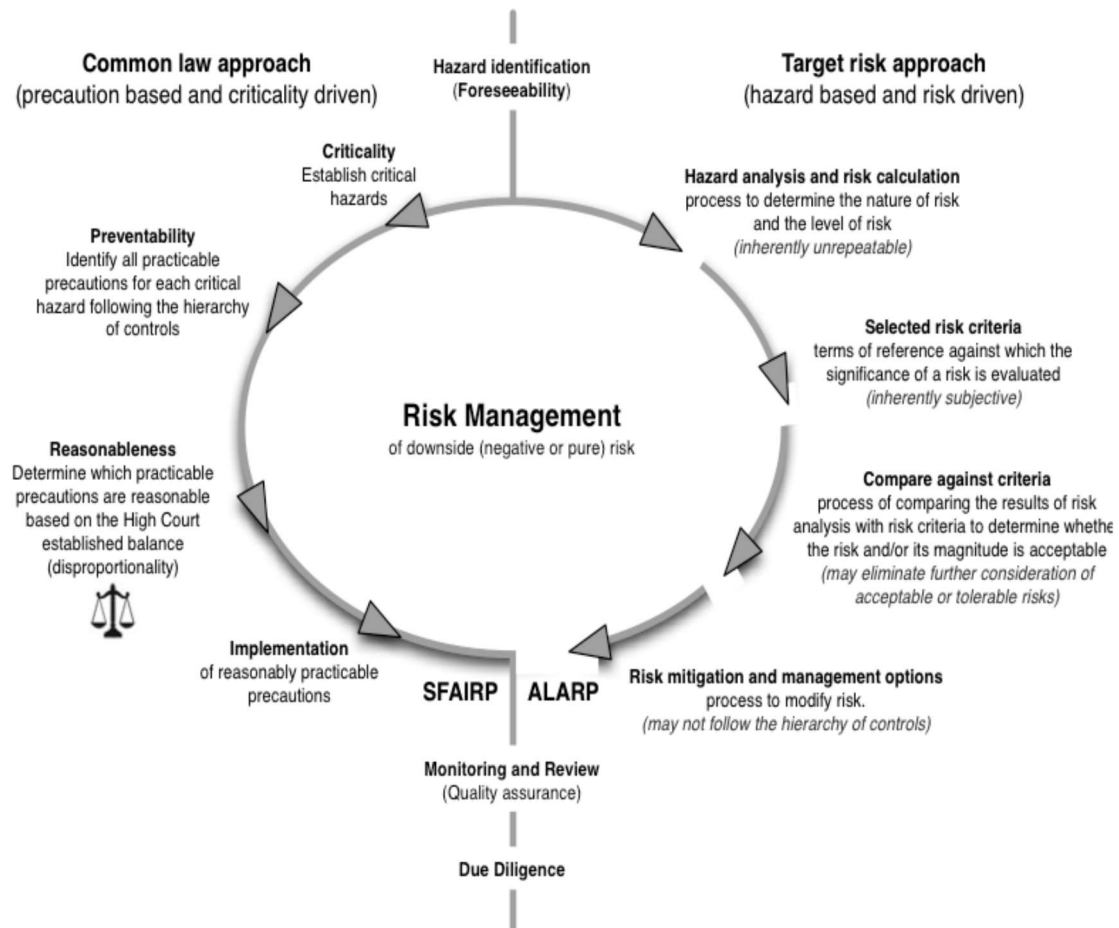 Common law approach
(precaution based and criticality driven)
Hazard identification
(Foreseeability)
Target risk approach
(hazard based and risk driven)
Criticality
Establish critical
hazards
Preventability
Identify all practicable
precautions for each critical
hazard following the hierarchy
of controls
Reasonableness
Determine which practicable
precautions are reasonable
based on the High Court
established balance
(disproportionality)
Implementation
of reasonably practicable
precautions
Risk Management
of downside (negative or pure) risk
Hazard analysis and risk calculation
process to determine the nature of risk
and the level of risk
(inherently unrepeatable)
Selected risk criteria
terms of reference against which the
significance of a risk is evaluated
(inherently subjective)
Compare against criteria
process of comparing the results of risk
analysis with risk criteria to determine whethe
the risk and/or its magnitude is acceptable
(may eliminate further consideration of
acceptable or tolerable risks)
Risk mitigation and management options
process to modify risk.
(may not follow the hierarchy of controls)
SFAIRP ALARP
Monitoring and Review
(Quality assurance)
Due Diligence